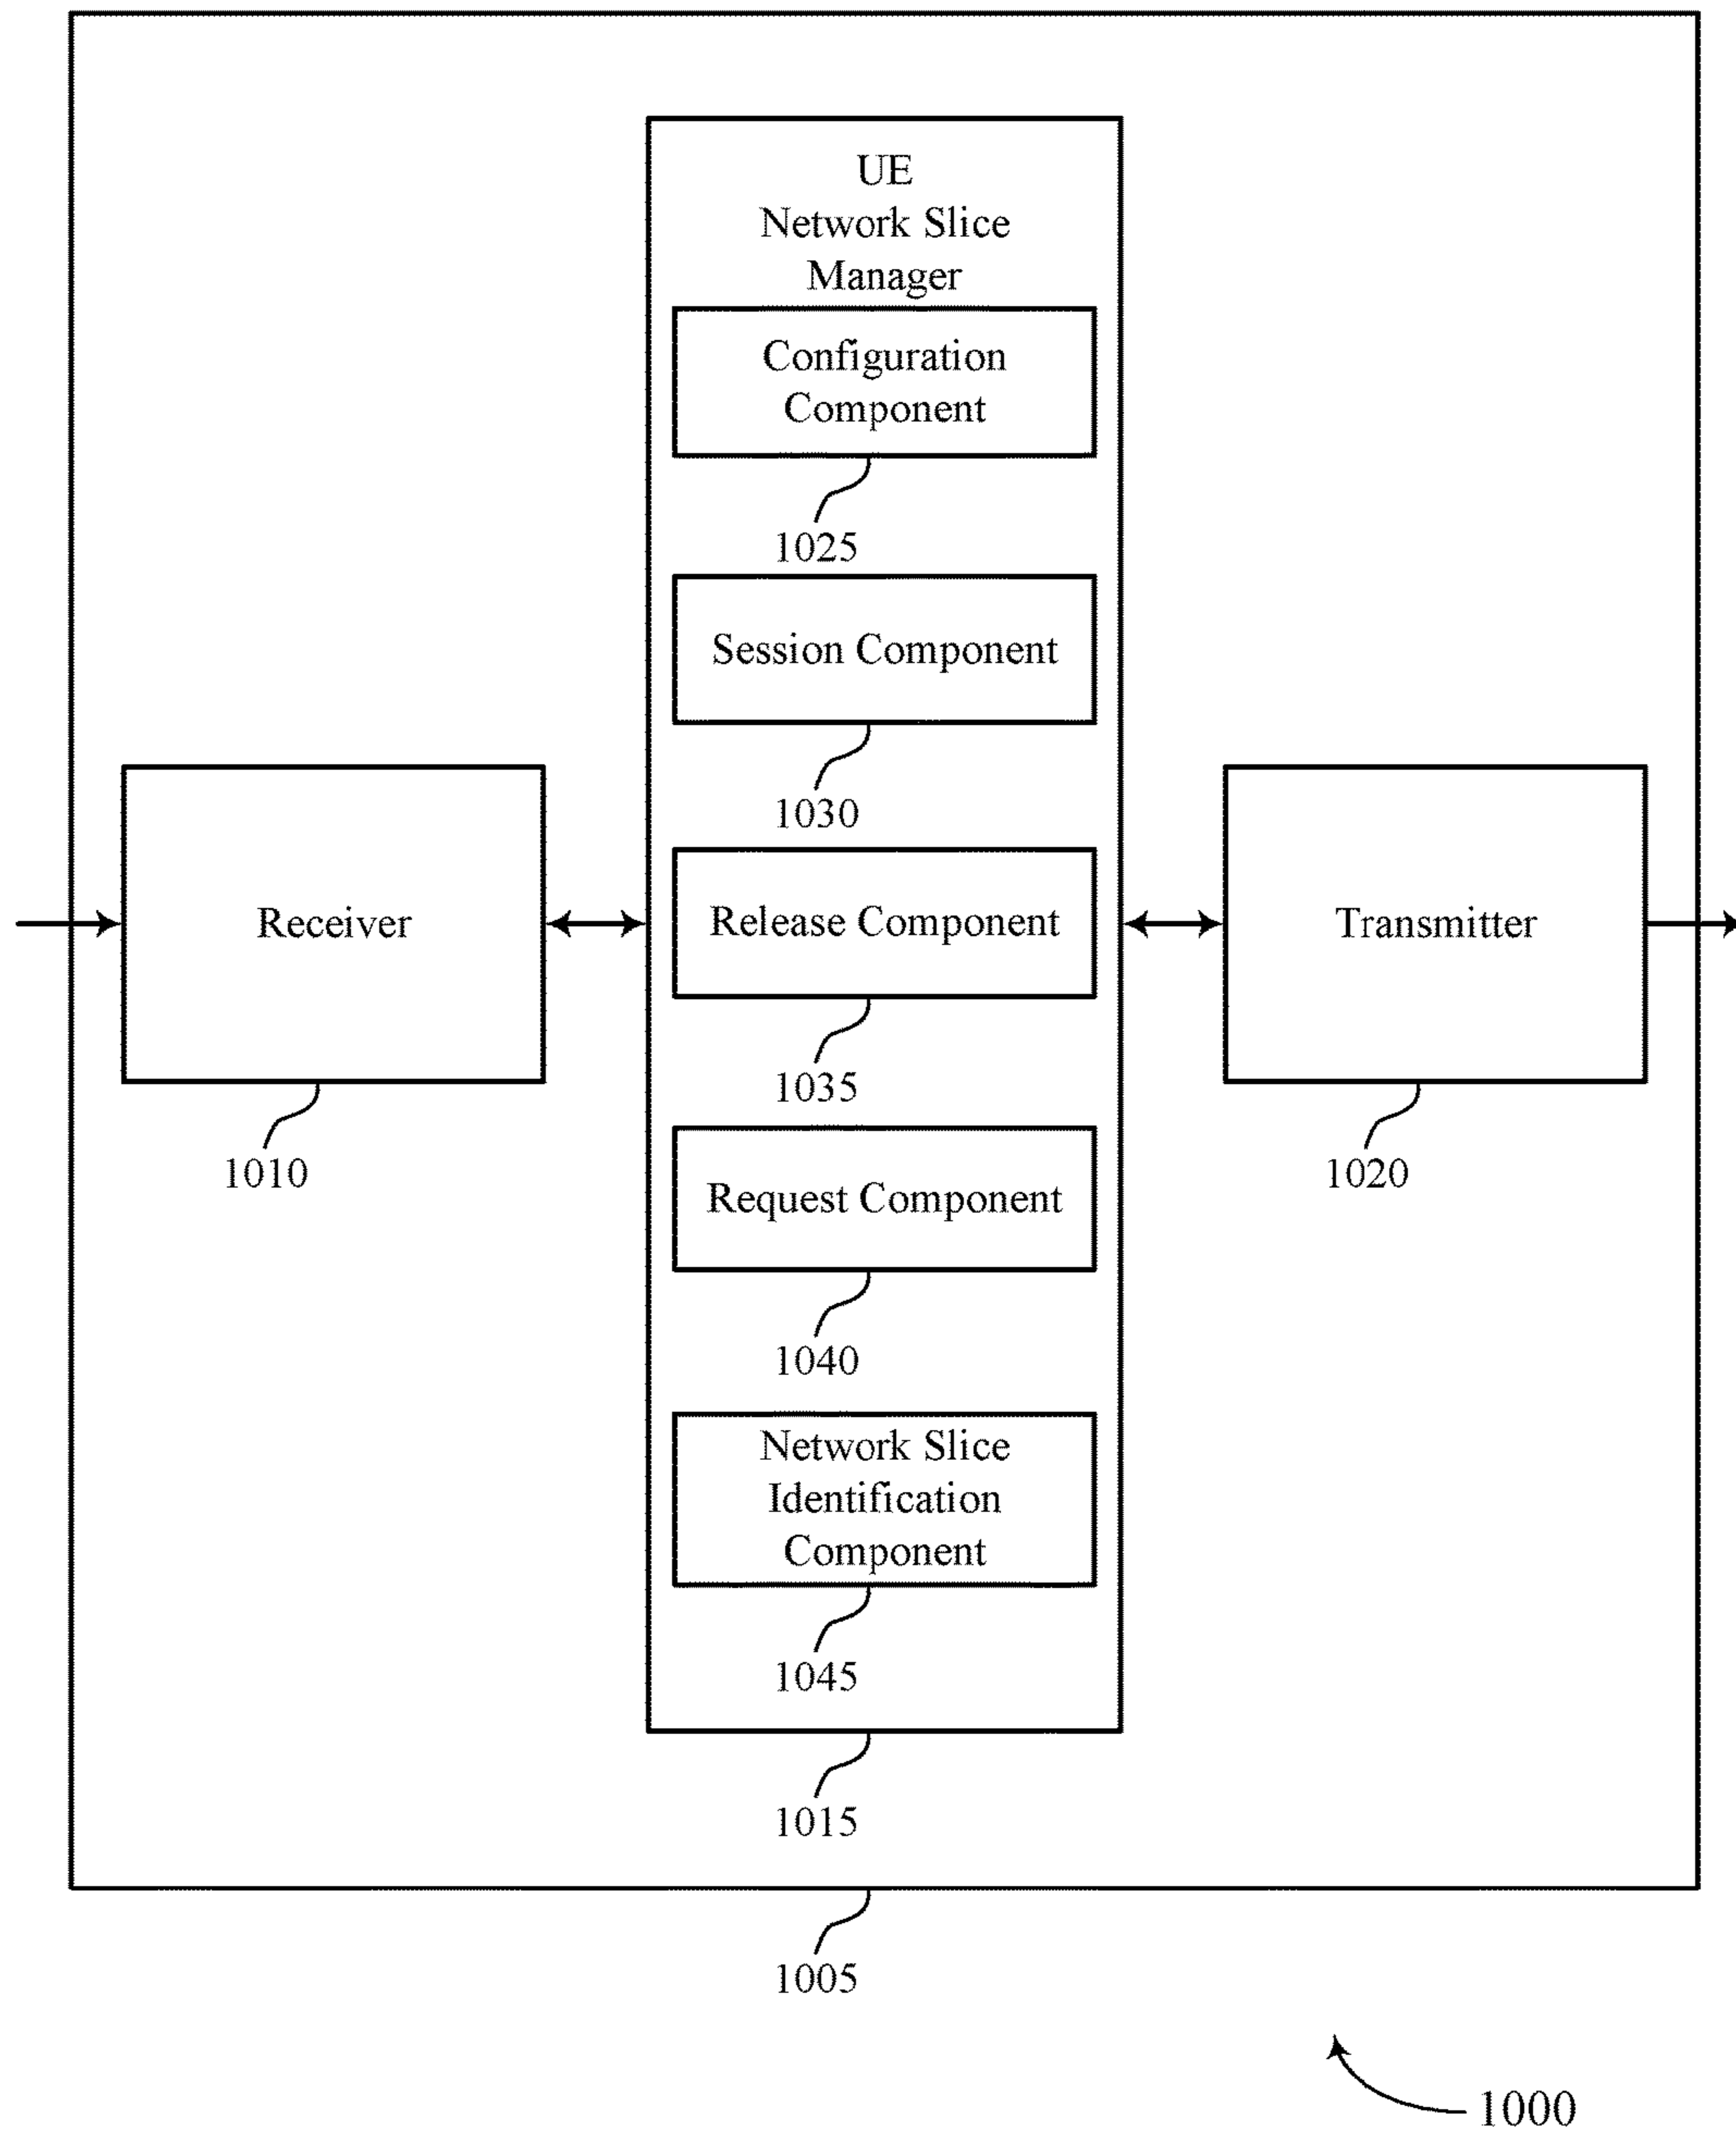 UE
Network Slice
Manager
Configuration
Component
1025
Session Component
1030
Receiver
1010
Release Component
1035
Transmitter
1020
Request Component
1040
Network Slice
Identification
Component
1045
1015
1005
1000